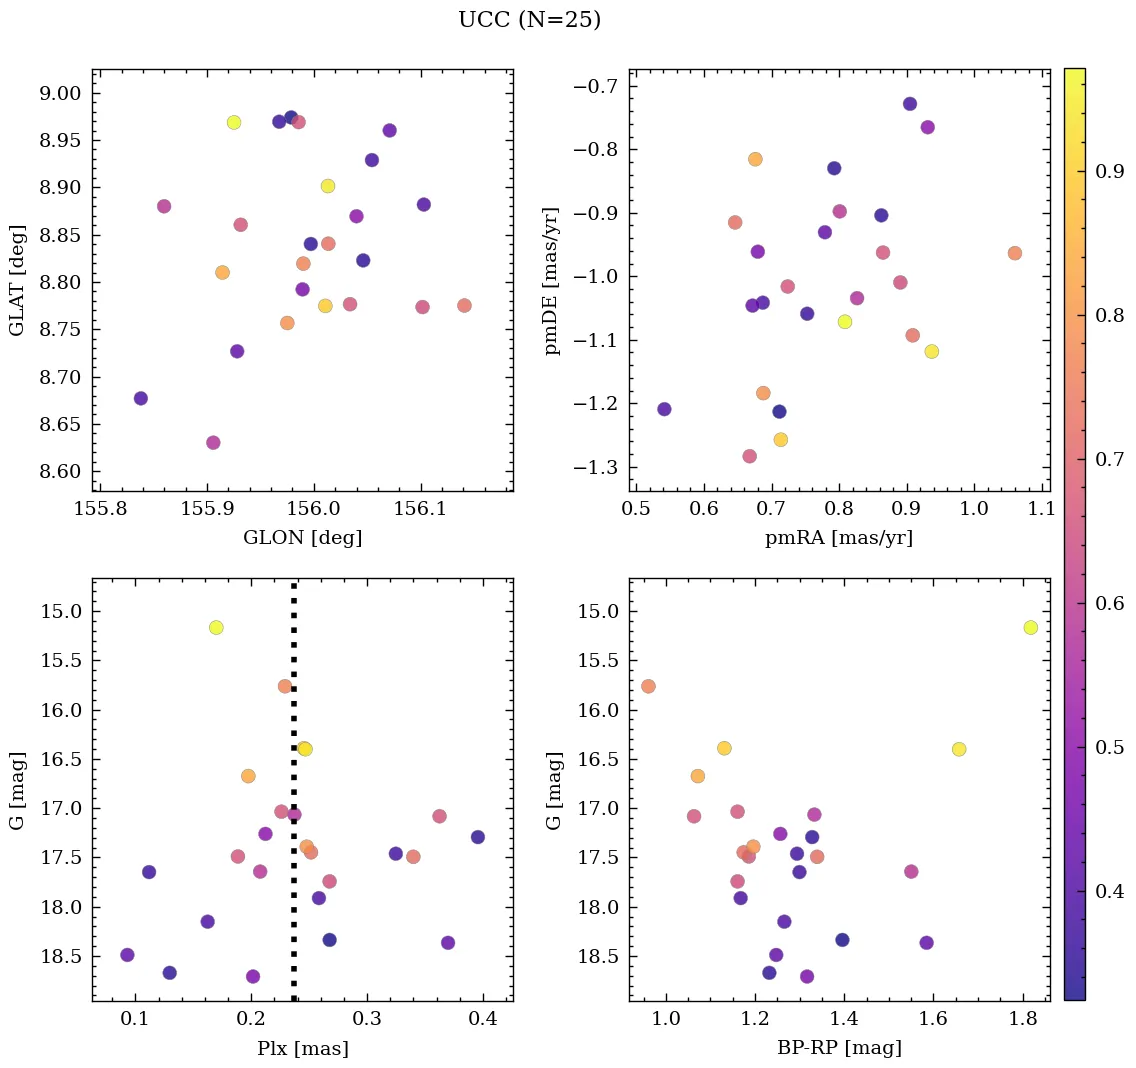 UCC (N=25)
9.00
8.95
8.90
8.85
8.80
8.75
8.70
8.65
8.60
GLAT [deg]
155.8 155.9 156.0 156.1
GLON [deg]
−0.7
−0.8
−0.9
−1.0
−1.1
−1.2
−1.3
pmDE [mas/yr]
0.5 0.6 0.7 0.8 0.9 1.0 1.1
pmRA [mas/yr]
0.9
0.8
0.7
0.6
0.5
0.4
15.0
15.5
16.0
16.5
17.0
17.5
18.0
18.5
G [mag]
0.1 0.2 0.3 0.4
Plx [mas]
15.0
15.5
16.0
16.5
17.0
17.5
18.0
18.5
G [mag]
1.0 1.2 1.4 1.6 1.8
BP-RP [mag]